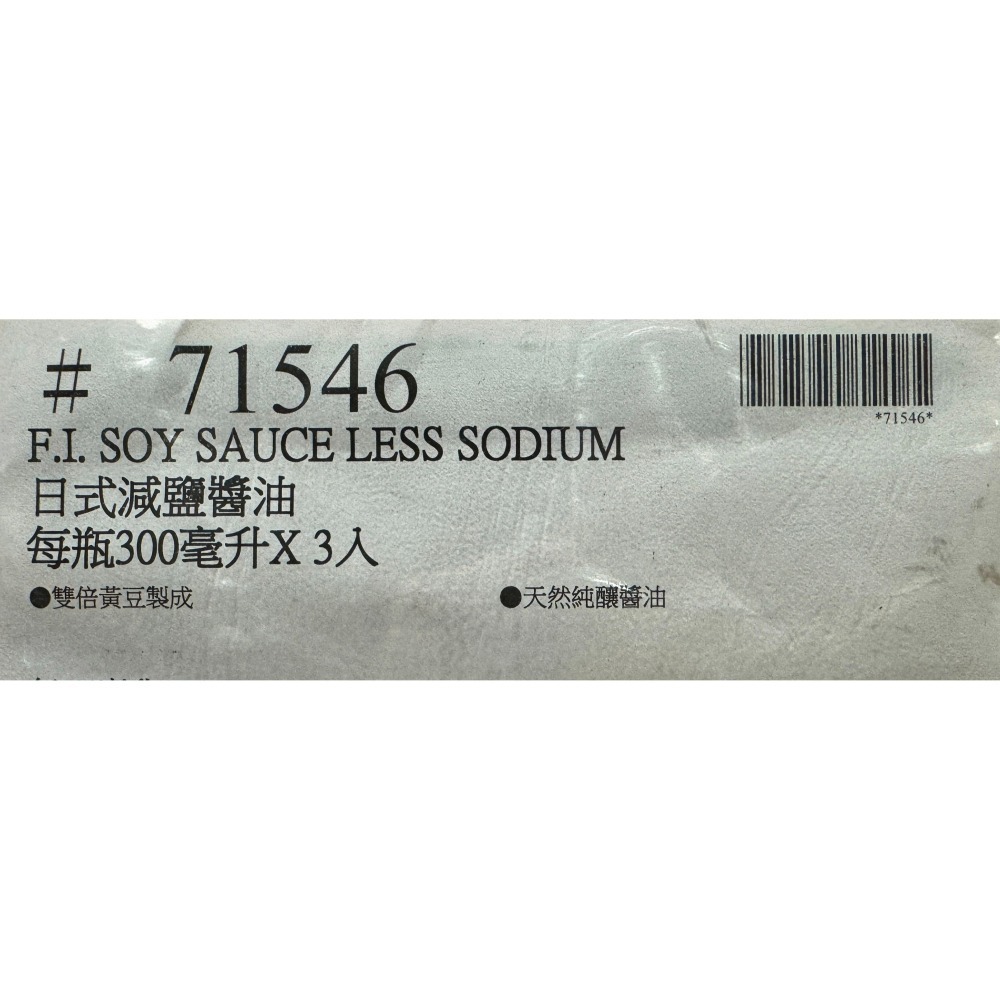 # 71546
*71546*
F.I. SOY SAUCE LESS SODIUM
日式減鹽醬油
每瓶300毫升X 3入
●雙倍黃豆製成 ●天然純釀醬油